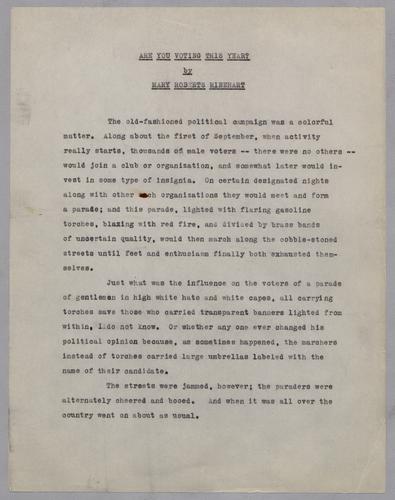 ARE YOU VOTING THIS YEAR?
by
MARY ROBERTS RINEHART
The old-fashioned political campaign was a colorful
matter. Along about the first of September, when activity
really starts, thousands of male voters -- there were no others --
would join a club or organization, and somewhat later would in-
vest in some type of insignia. On certain designated nights
along with other such organizations they would meet and form
a parade; and this parade, lighted with flaring gasoline
torches, blazing with red fire, and divided by brass bands
of uncertain quality, would then march along the cobble-stoned
streets until feet and enthusiasm finally both exhausted them-
selves.
Just what was the influence on the voters of a parade
of gentlemen in high white hats and white capes, all carrying
torches save those who carried transparent banners lighted from
within, I do not know. Or whether any one ever changed his
political opinion because, as sometimes happened, the marchers
instead of torches carried large umbrellas labeled with the
name of their candidate.
The streets were jammed, however; the paraders were
alternately cheered and booed. And when it was all over the
country went on about as usual.